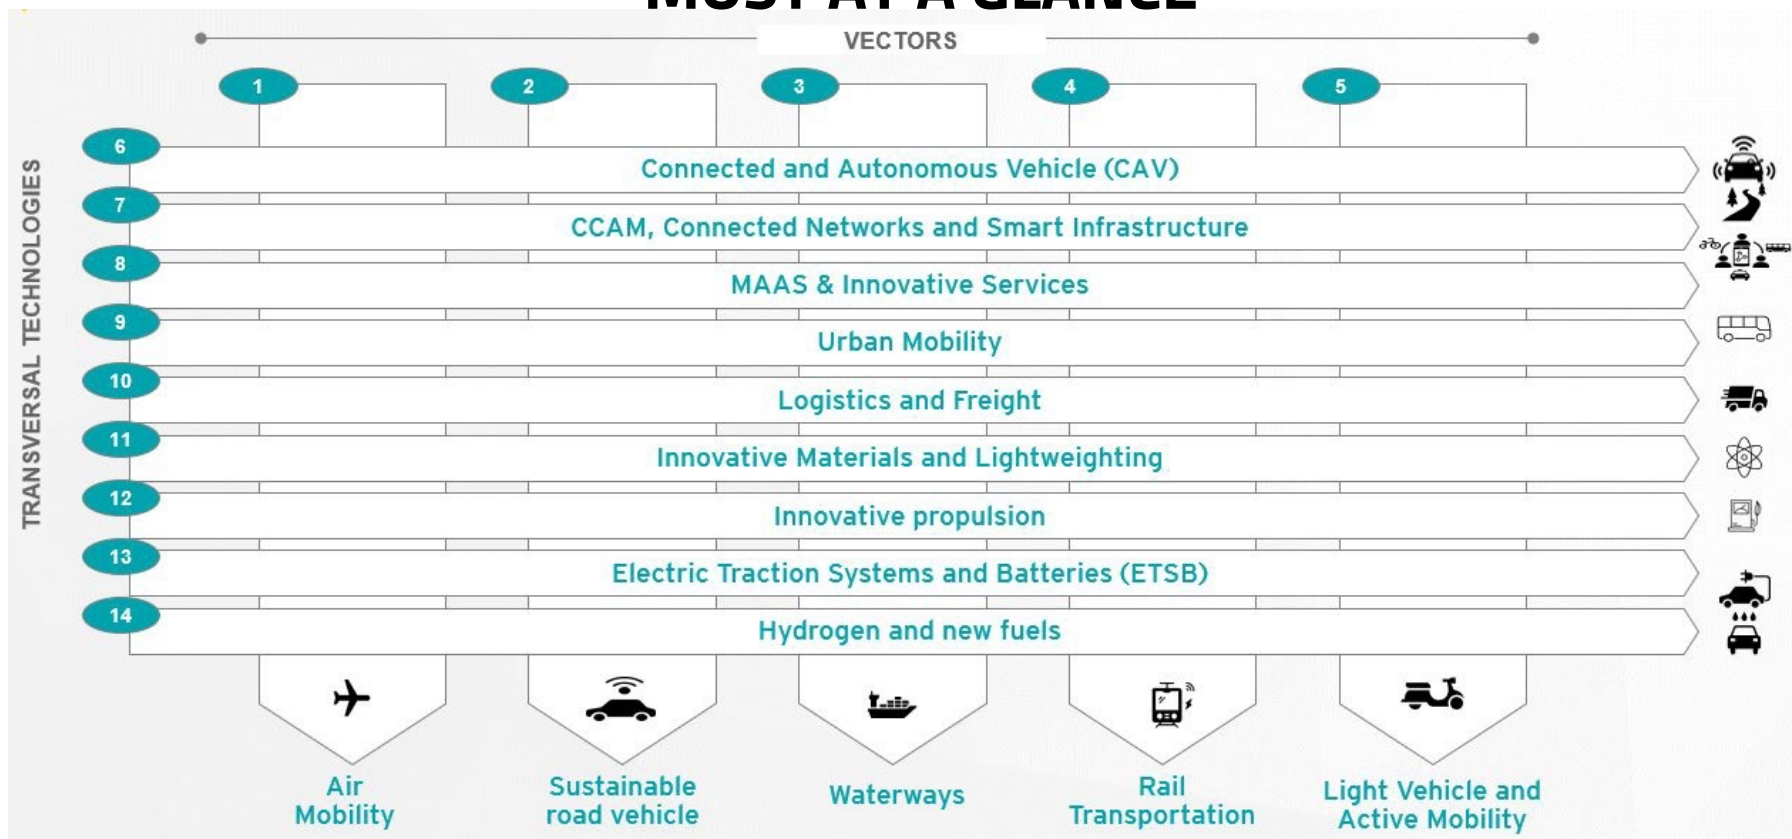 MOST AT A GLANCE
VECTORS
1 2 3 4 5
TRANSVERSAL TECHNOLOGIES
6
Connected and Autonomous Vehicle (CAV)
7
CCAM, Connected Networks and Smart Infrastructure
8
MAAS & Innovative Services
9
Urban Mobility
10
Logistics and Freight
11
Innovative Materials and Lightweighting
12
Innovative propulsion
13
Electric Traction Systems and Batteries (ETSB)
14
Hydrogen and new fuels
Air
Mobility
Sustainable
road vehicle
Waterways
Rail
Transportation
Light Vehicle and
Active Mobility